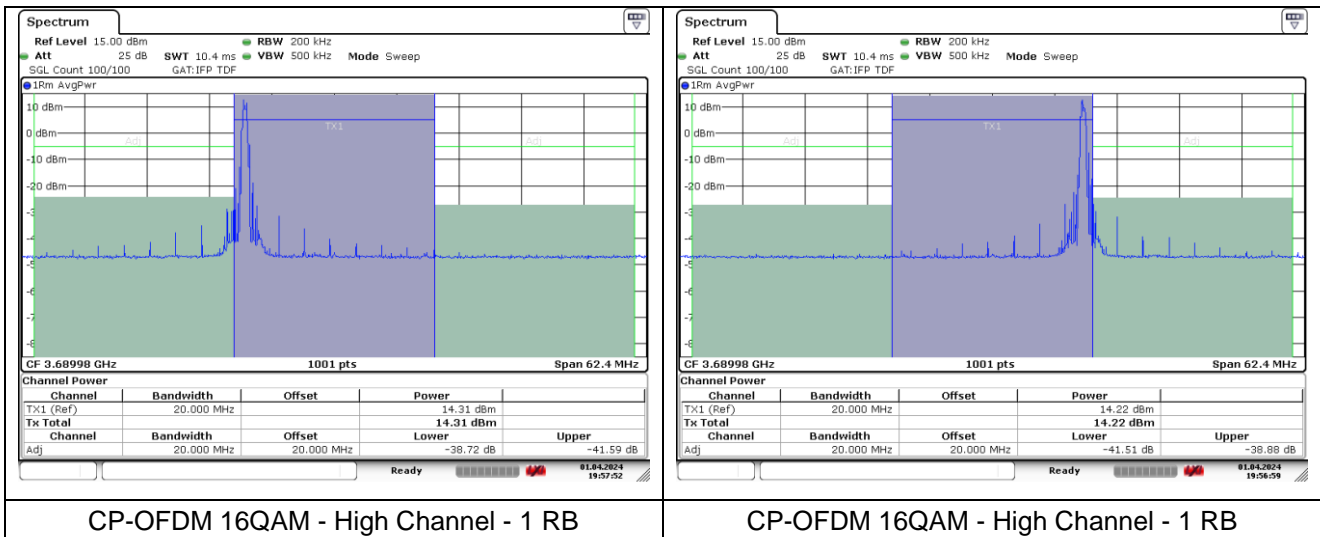 Spectrum
Ref Level 15.00 dBm RBW 200 kHz
Att 25 dB SWT 10.4 ms VBW 500 kHz Mode Sweep
SGL Count 100/100 GAT:IFP TDF
1Rm AvgPwr
10 dBm
TX1
0 dBm
Adj Adj
-10 dBm
-20 dBm
CF 3.68998 GHz 1001 pts Span 62.4 MHz
Channel Power
Channel Bandwidth Offset Power
TX1 (Ref) 20.000 MHz 14.31 dBm
Tx Total 14.31 dBm
Channel Bandwidth Offset Lower Upper
Adj 20.000 MHz 20.000 MHz -38.72 dB -41.59 dB
Ready 01.04.2024
19:57:52
CP-OFDM 16QAM - High Channel - 1 RB
Spectrum
Ref Level 15.00 dBm RBW 200 kHz
Att 25 dB SWT 10.4 ms VBW 500 kHz Mode Sweep
SGL Count 100/100 GAT:IFP TDF
1Rm AvgPwr
10 dBm
TX1
0 dBm
Adj Adj
-10 dBm
-20 dBm
CF 3.68998 GHz 1001 pts Span 62.4 MHz
Channel Power
Channel Bandwidth Offset Power
TX1 (Ref) 20.000 MHz 14.22 dBm
Tx Total 14.22 dBm
Channel Bandwidth Offset Lower Upper
Adj 20.000 MHz 20.000 MHz -41.51 dB -38.88 dB
Ready 01.04.2024
19:56:59
CP-OFDM 16QAM - High Channel - 1 RB